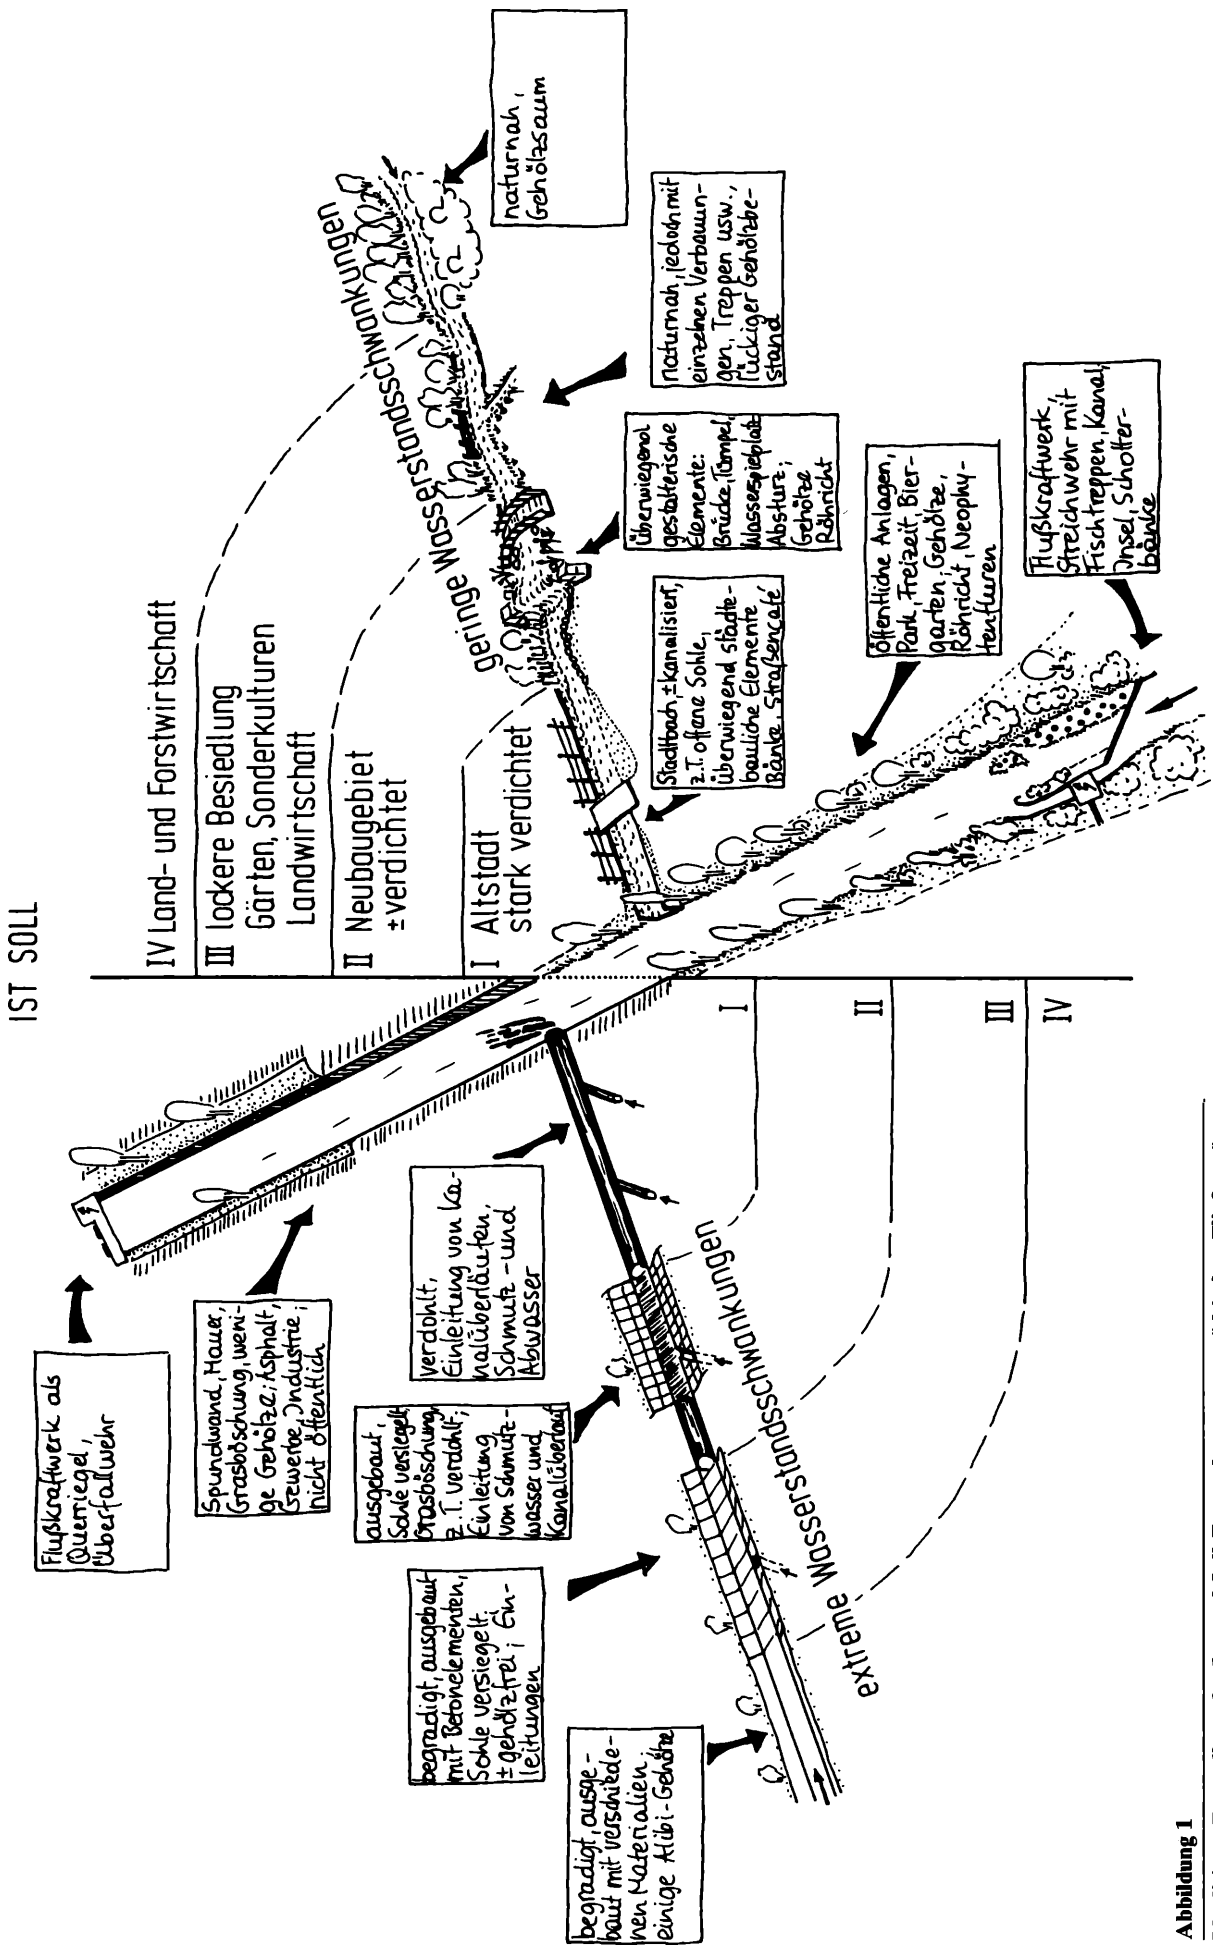 IST SOLL
IV Land- und Forstwirtschaft
III lockere Besiedlung
Gärten, Sonderkulturen
Landwirtschaft
II Neubaugebiet
± verdichtet
I Altstadt
stark verdichtet
geringe Wasserstandsschwankungen
naturnah,
Gehölzsaum
naturnah, jedoch mit
einzelnen Verbauun-
gen, Treppen usw.,
lückiger Gehölzbe-
stand
Überwiegend
gestalterische
Elemente:
Brücke, Tümpel,
Wasserspielplatz
Absturz;
Gehölze
Röhricht
Stadtbach, ± kanalisiert,
z.T. offene Sohle,
überwiegend städte-
bauliche Elemente
Bänke, Straßencafé
Öffentliche Anlagen,
Park, Freizeit, Bier-
garten, Gehölze,
Röhricht, Neophy-
tenfluren
Flußkraftwerk,
Streichwehr mit
Fischtreppen, Kanal,
Insel, Schotter-
bänke
I
II
III
IV
Flußkraftwerk als
Querriegel,
Überfallwehr
Spundwand, Mauer,
Grasböschung, weni-
ge Gehölze; Asphalt,
Gewerbe, Industrie;
nicht öffentlich
verdohlt,
Einleitung von Ka-
nalüberläufen,
Schmutz- und
Abwasser
ausgebaut,
Sohle versiegelt
Grasböschung,
z.T. verdohlt;
Einleitung
von Schmutz-
wasser und
Kanalüberlauf
begradigt, ausgebaut
mit Betonelementen,
Sohle versiegelt
± gehölzfrei; Ein-
leitungen
begradigt, ausge-
baut mit verschiede-
nen Materialien,
einige Alibi-Gehölze
extreme Wasserstandsschwankungen
Abbildung 1